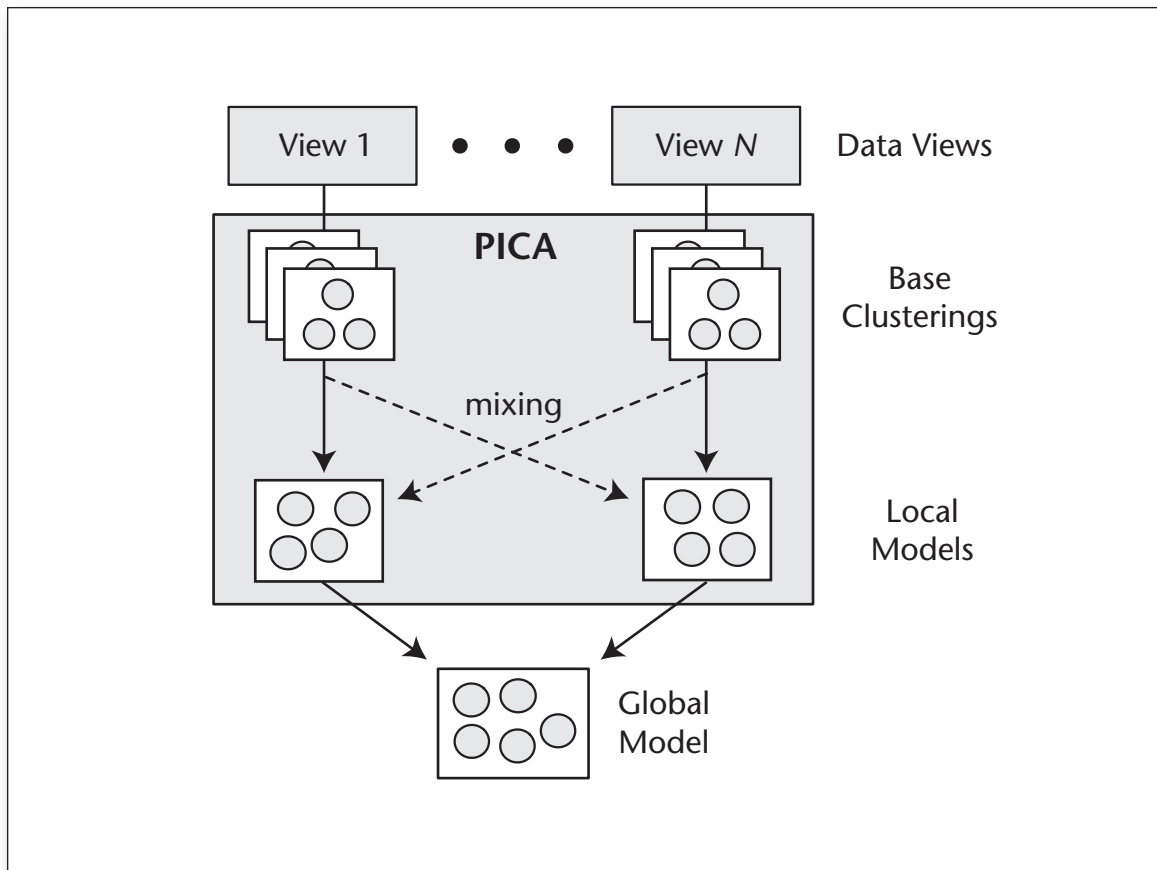 View 1
View N
Data Views
PICA
Base
Clusterings
mixing
Local
Models
Global
Model